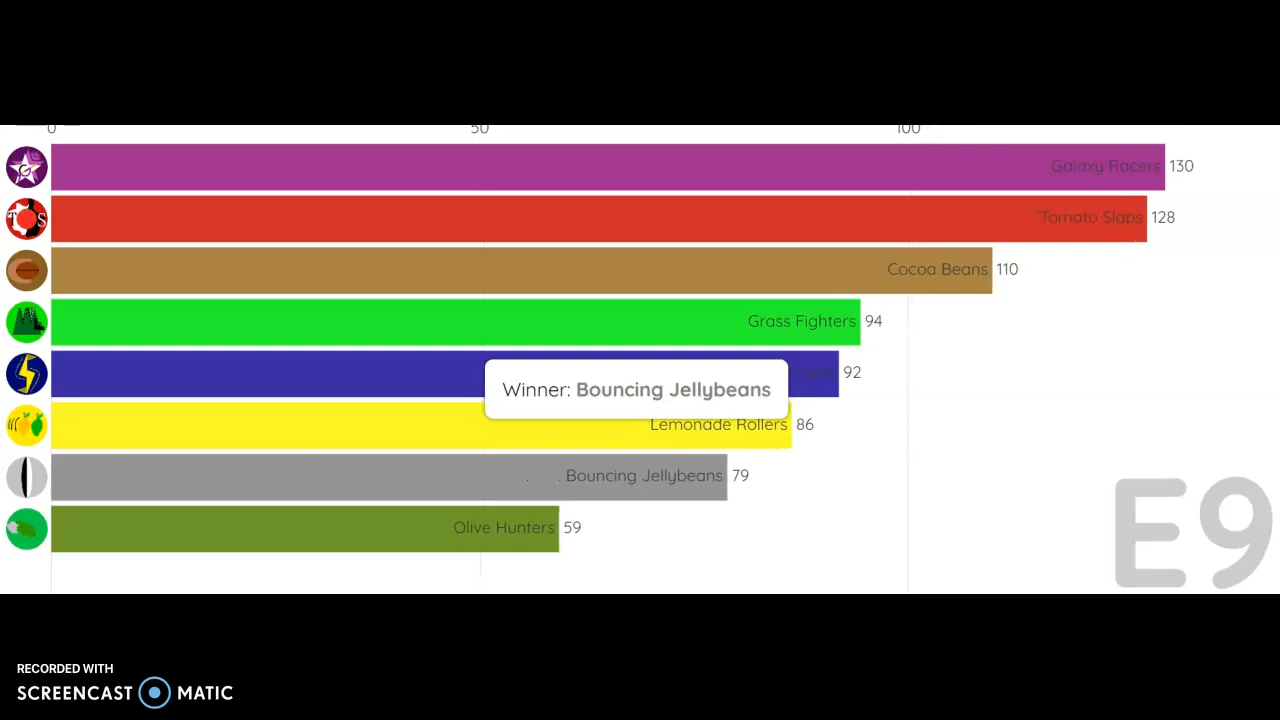 0 50 100
Galaxy Racers 130
T S Tomato Slaps 128
Cocoa Beans 110
Grass Fighters 94
92
Winner: Bouncing Jellybeans
Lemonade Rollers 86
Bouncing Jellybeans 79
Olive Hunters 59
E9
RECORDED WITH
SCREENCAST MATIC